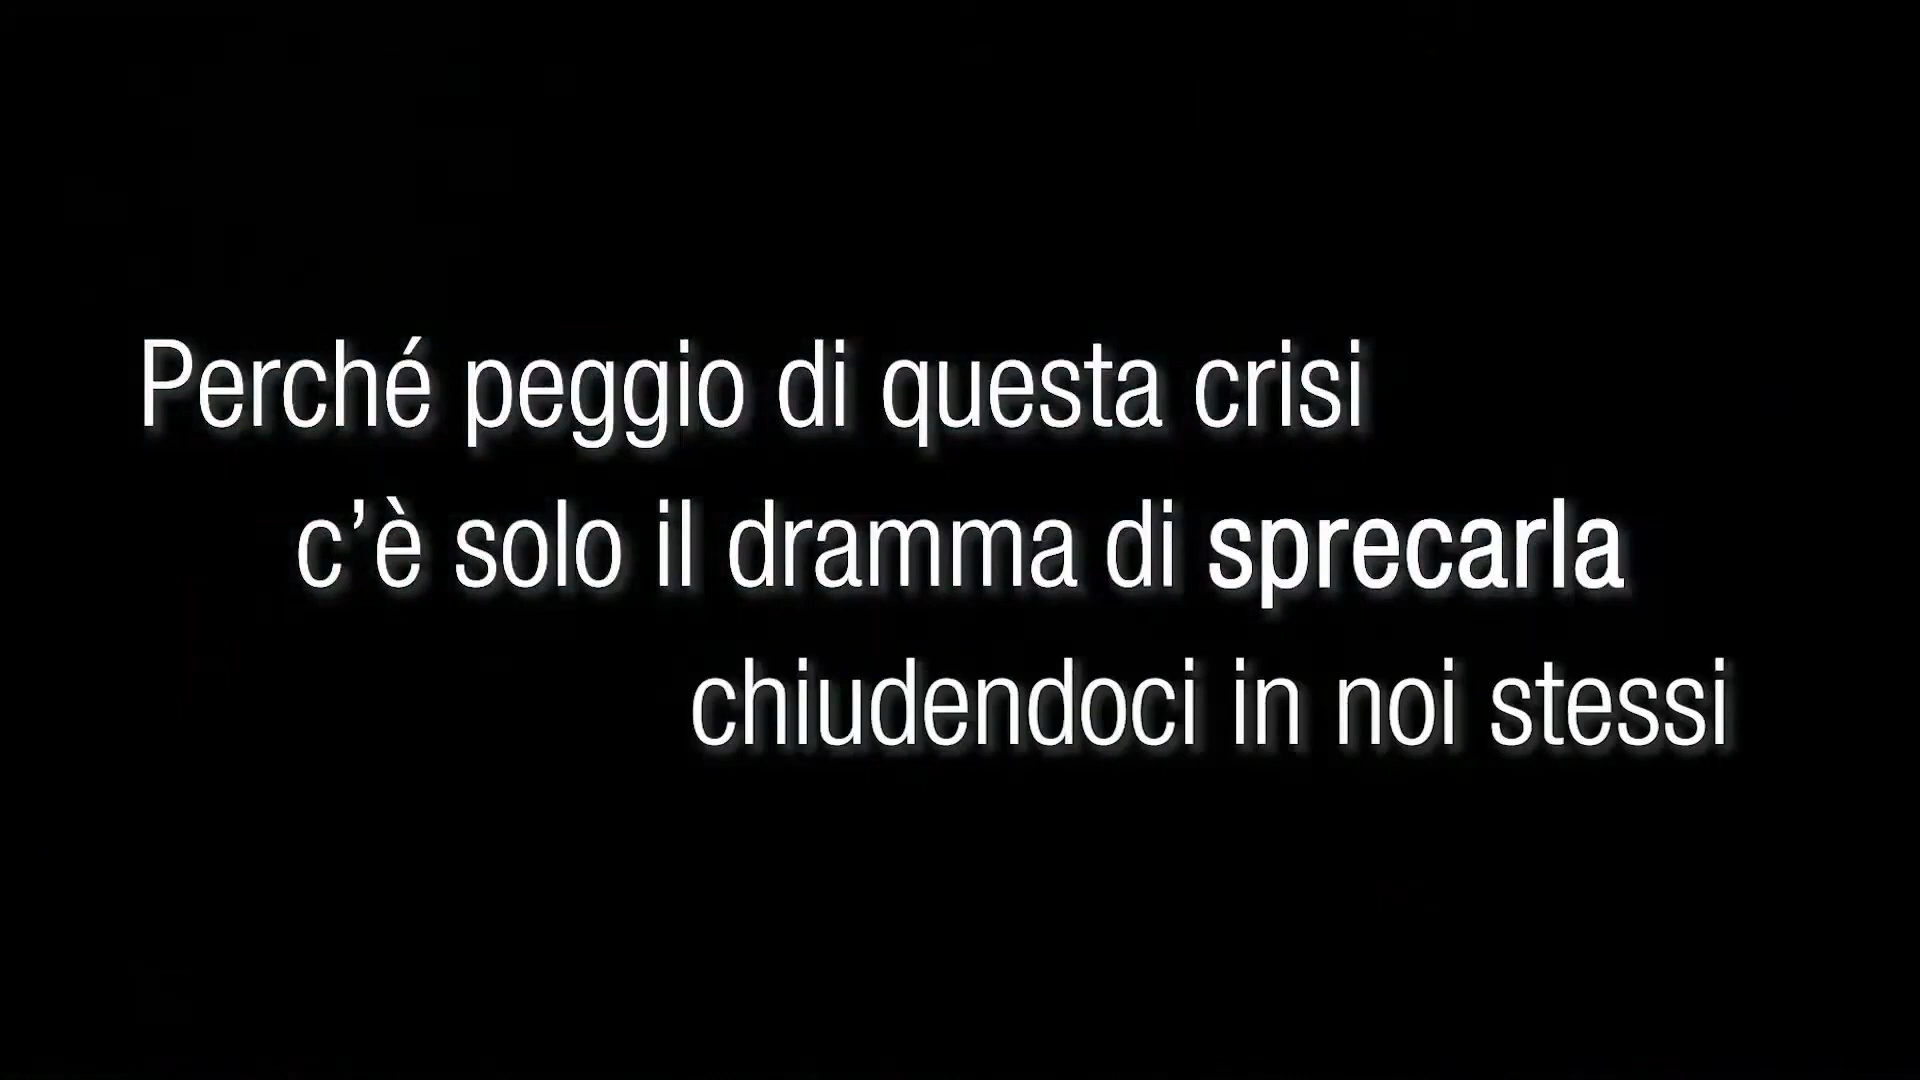 Perché peggio di questa crisi
c’è solo il dramma di sprecarla
chiudendoci in noi stessi